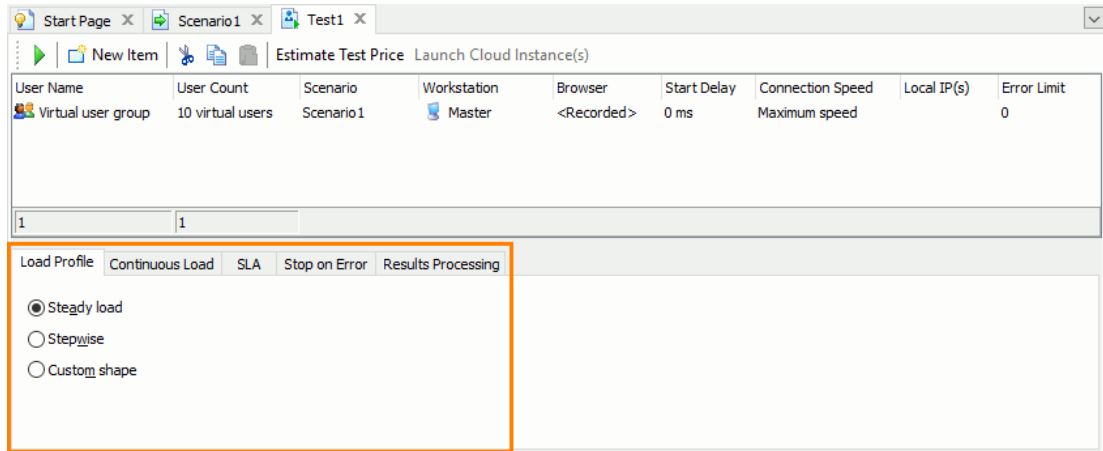 Start Page X Scenario1 X Test1 X
New Item Estimate Test Price Launch Cloud Instance(s)
User Name User Count Scenario Workstation Browser Start Delay Connection Speed Local IP(s) Error Limit
Virtual user group 10 virtual users Scenario1 Master <Recorded> 0 ms Maximum speed 0
1 1
Load Profile Continuous Load SLA Stop on Error Results Processing
Steady load
Stepwise
Custom shape